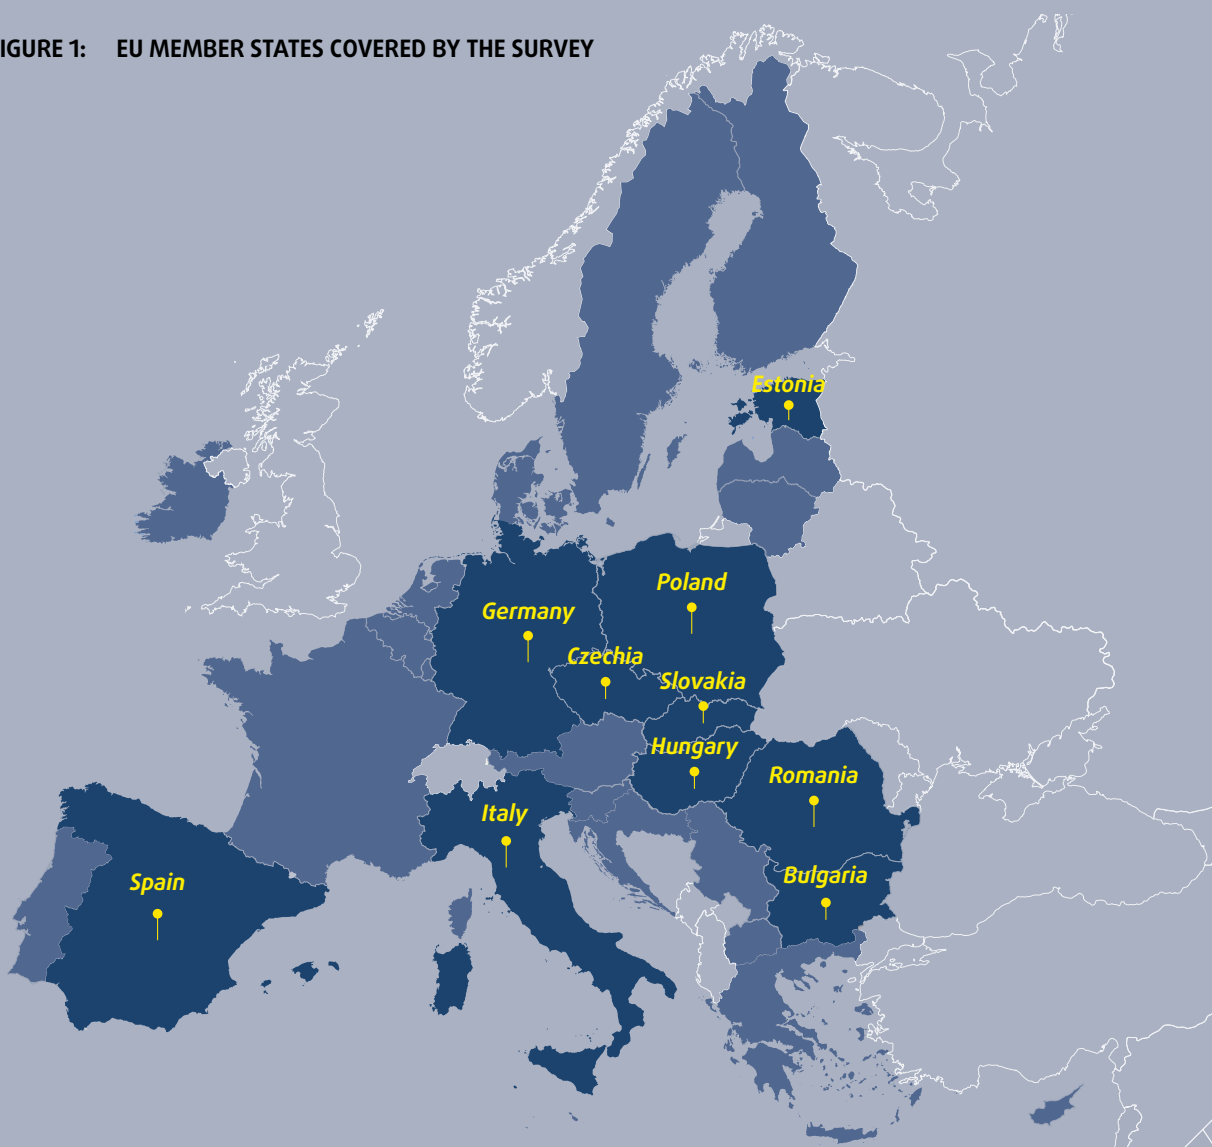 IGURE 1: EU MEMBER STATES COVERED BY THE SURVEY
Estonia
Poland
Germany
Czechia
Slovakia
Hungary
Romania
Italy
Bulgaria
Spain